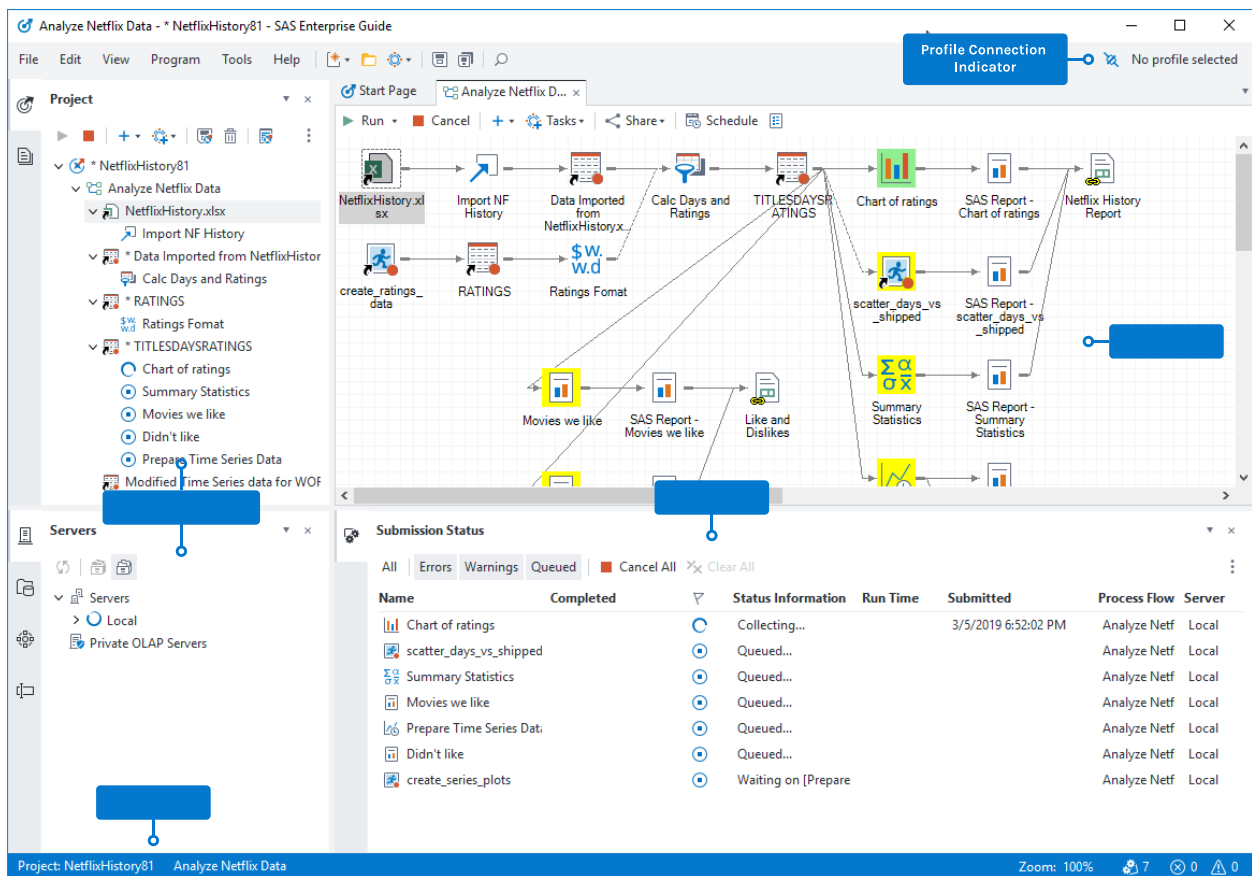 Analyze Netflix Data - * NetflixHistory81 - SAS Enterprise Guide
File Edit View Program Tools Help
Profile Connection
Indicator
No profile selected
Project
* NetflixHistory81
Analyze Netflix Data
NetflixHistory.xlsx
Import NF History
* Data Imported from NetflixHistor
Calc Days and Ratings
* RATINGS
$w.
w.d
Ratings Fomat
* TITLESDAYSRATINGS
Chart of ratings
Summary Statistics
Movies we like
Didn't like
Prepare Time Series Data
Modified Time Series data for WOF
Start Page
Analyze Netflix D...
Run Cancel Tasks Share Schedule
NetflixHistory.xl
sx
Import NF
History
Data Imported
from
NetflixHistory.x...
Calc Days and
Ratings
TITLESDAYSR
ATINGS
Chart of ratings
SAS Report -
Chart of ratings
Netflix History
Report
create_ratings_
data
RATINGS
$w.
w.d
Ratings Fomat
scatter_days_vs
_shipped
SAS Report -
scatter_days_vs
_shipped
Movies we like
SAS Report -
Movies we like
Like and
Dislikes
Σ α
σ x
Summary
Statistics
SAS Report -
Summary
Statistics
Servers
Servers
Local
Private OLAP Servers
Submission Status
All Errors Warnings Queued Cancel All Clear All
Name Completed Status Information Run Time Submitted Process Flow Server
Chart of ratings Collecting... 3/5/2019 6:52:02 PM Analyze Netf Local
scatter_days_vs_shipped Queued... Analyze Netf Local
Σ α
σ x
Summary Statistics Queued... Analyze Netf Local
Movies we like Queued... Analyze Netf Local
Prepare Time Series Data Queued... Analyze Netf Local
Didn't like Queued... Analyze Netf Local
create_series_plots Waiting on [Prepare Analyze Netf Local
Project: NetflixHistory81 Analyze Netflix Data Zoom: 100% 7 0 0